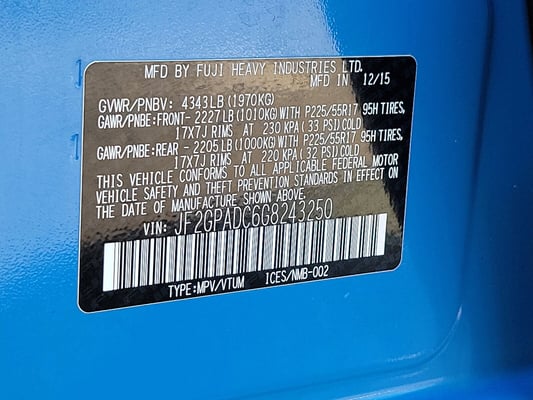 MFD BY FUJI HEAVY INDUSTRIES LTD.
MFD IN 12/15
GVWR/PNBV: 4343LB(1970KG)
GAWR/PNBE:FRONT- 2227LB(1010KG)WITH P225/55R17 95H TIRES,
17X7J RIMS AT 230 KPA(33 PSI)COLD
GAWR/PNBE:REAR - 2205LB(1000KG)WITH P225/55R17 95H TIRES,
17X7J RIMS AT 220 KPA(32 PSI)COLD
THIS VEHICLE CONFORMS TO ALL APPLICABLE FEDERAL MOTOR
VEHICLE SAFETY AND THEFT PREVENTION STANDARDS IN EFFECT ON
THE DATE OF MANUFACTURE SHOWN ABOVE.
VIN: JF2GPADC6G8243250
TYPE:MPV/VTUM ICES/NMB-002